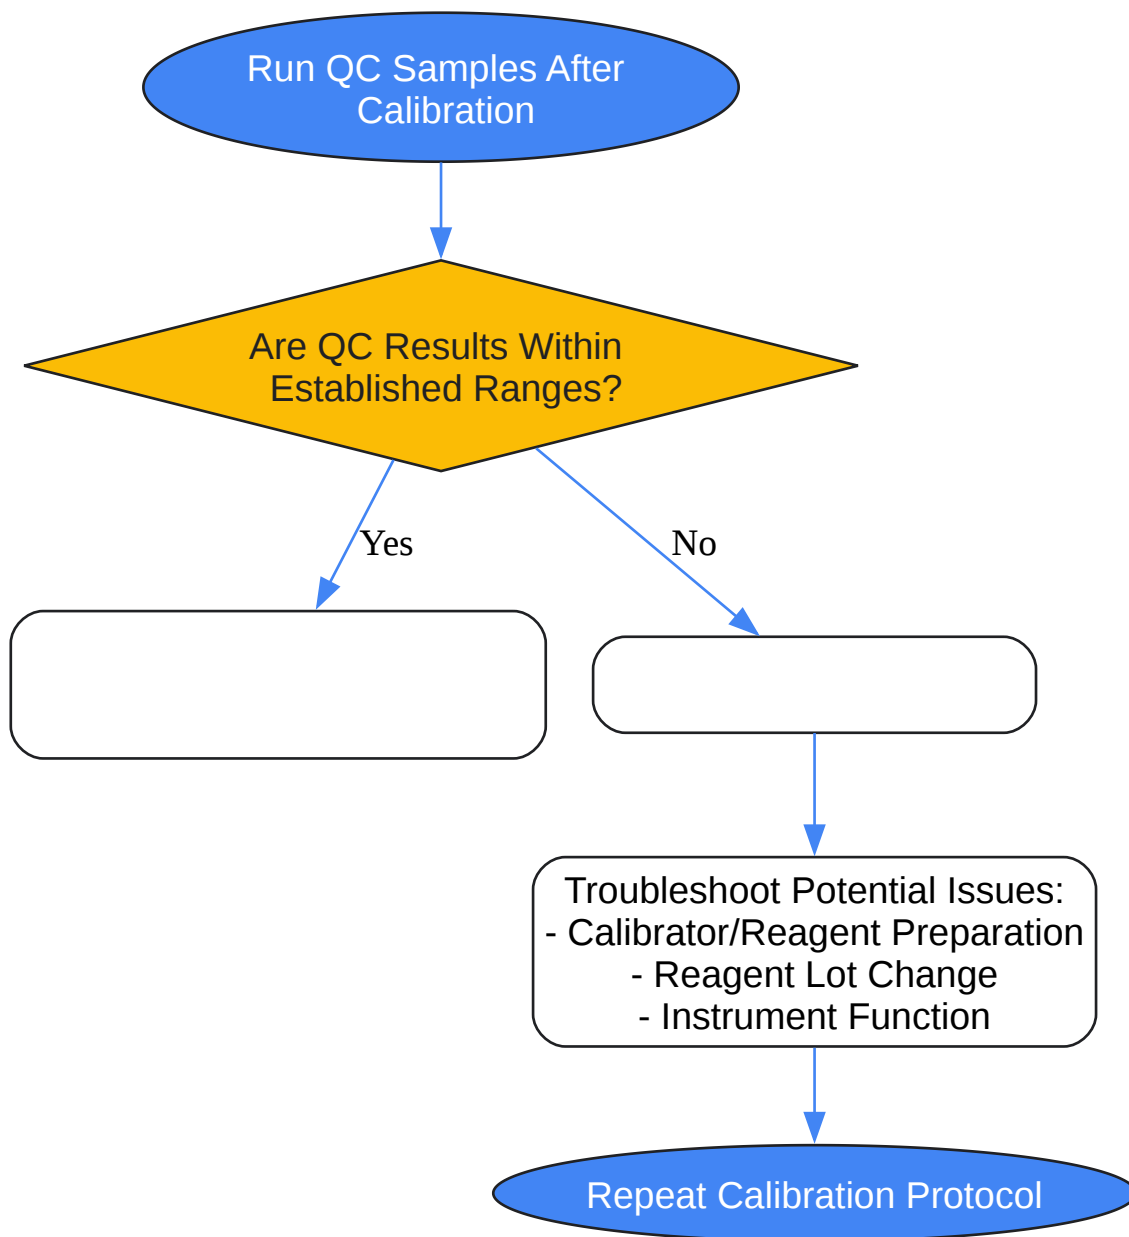 Run QC Samples After
Calibration
Are QC Results Within
Established Ranges?
Yes
No
Troubleshoot Potential Issues:
- Calibrator/Reagent Preparation
- Reagent Lot Change
- Instrument Function
Repeat Calibration Protocol